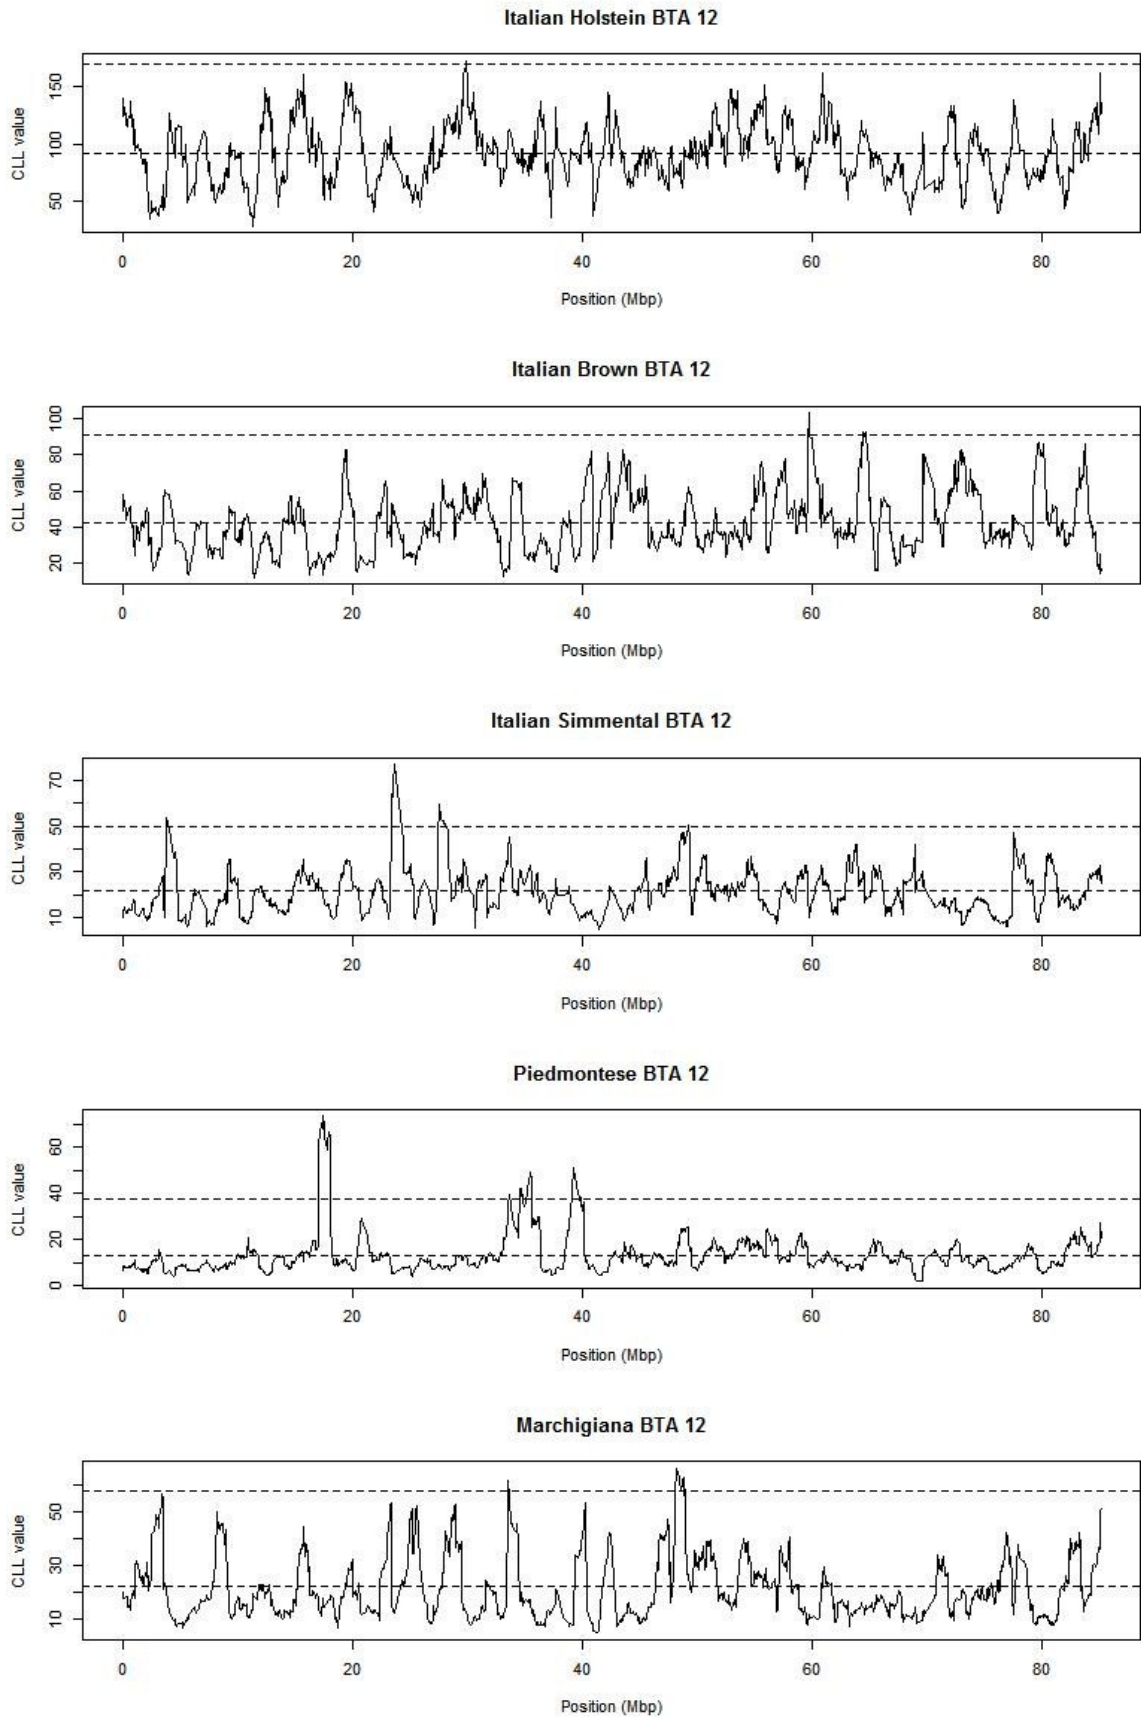 Italian Holstein BTA 12
CLL value
50 100 150
0 20 40 60 80
Position (Mbp)
Italian Brown BTA 12
CLL value
20 40 60 80 100
0 20 40 60 80
Position (Mbp)
Italian Simmental BTA 12
CLL value
10 30 50 70
0 20 40 60 80
Position (Mbp)
Piedmontese BTA 12
CLL value
0 20 40 60
0 20 40 60 80
Position (Mbp)
Marchigiana BTA 12
CLL value
10 30 50
0 20 40 60 80
Position (Mbp)